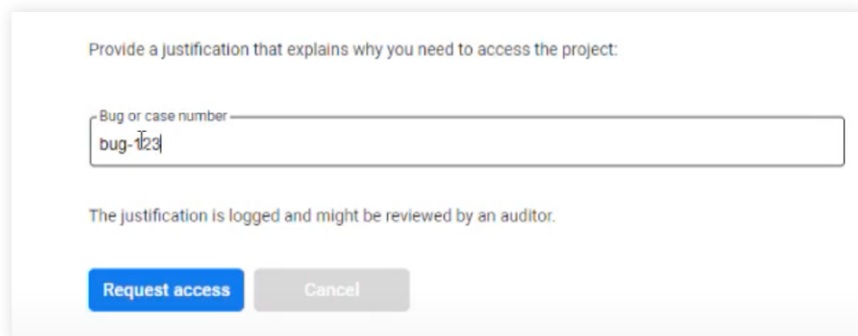 Provide a justification that explains why you need to access the project:
Bug or case number
bug-123
The justification is logged and might be reviewed by an auditor.
Request access
Cancel